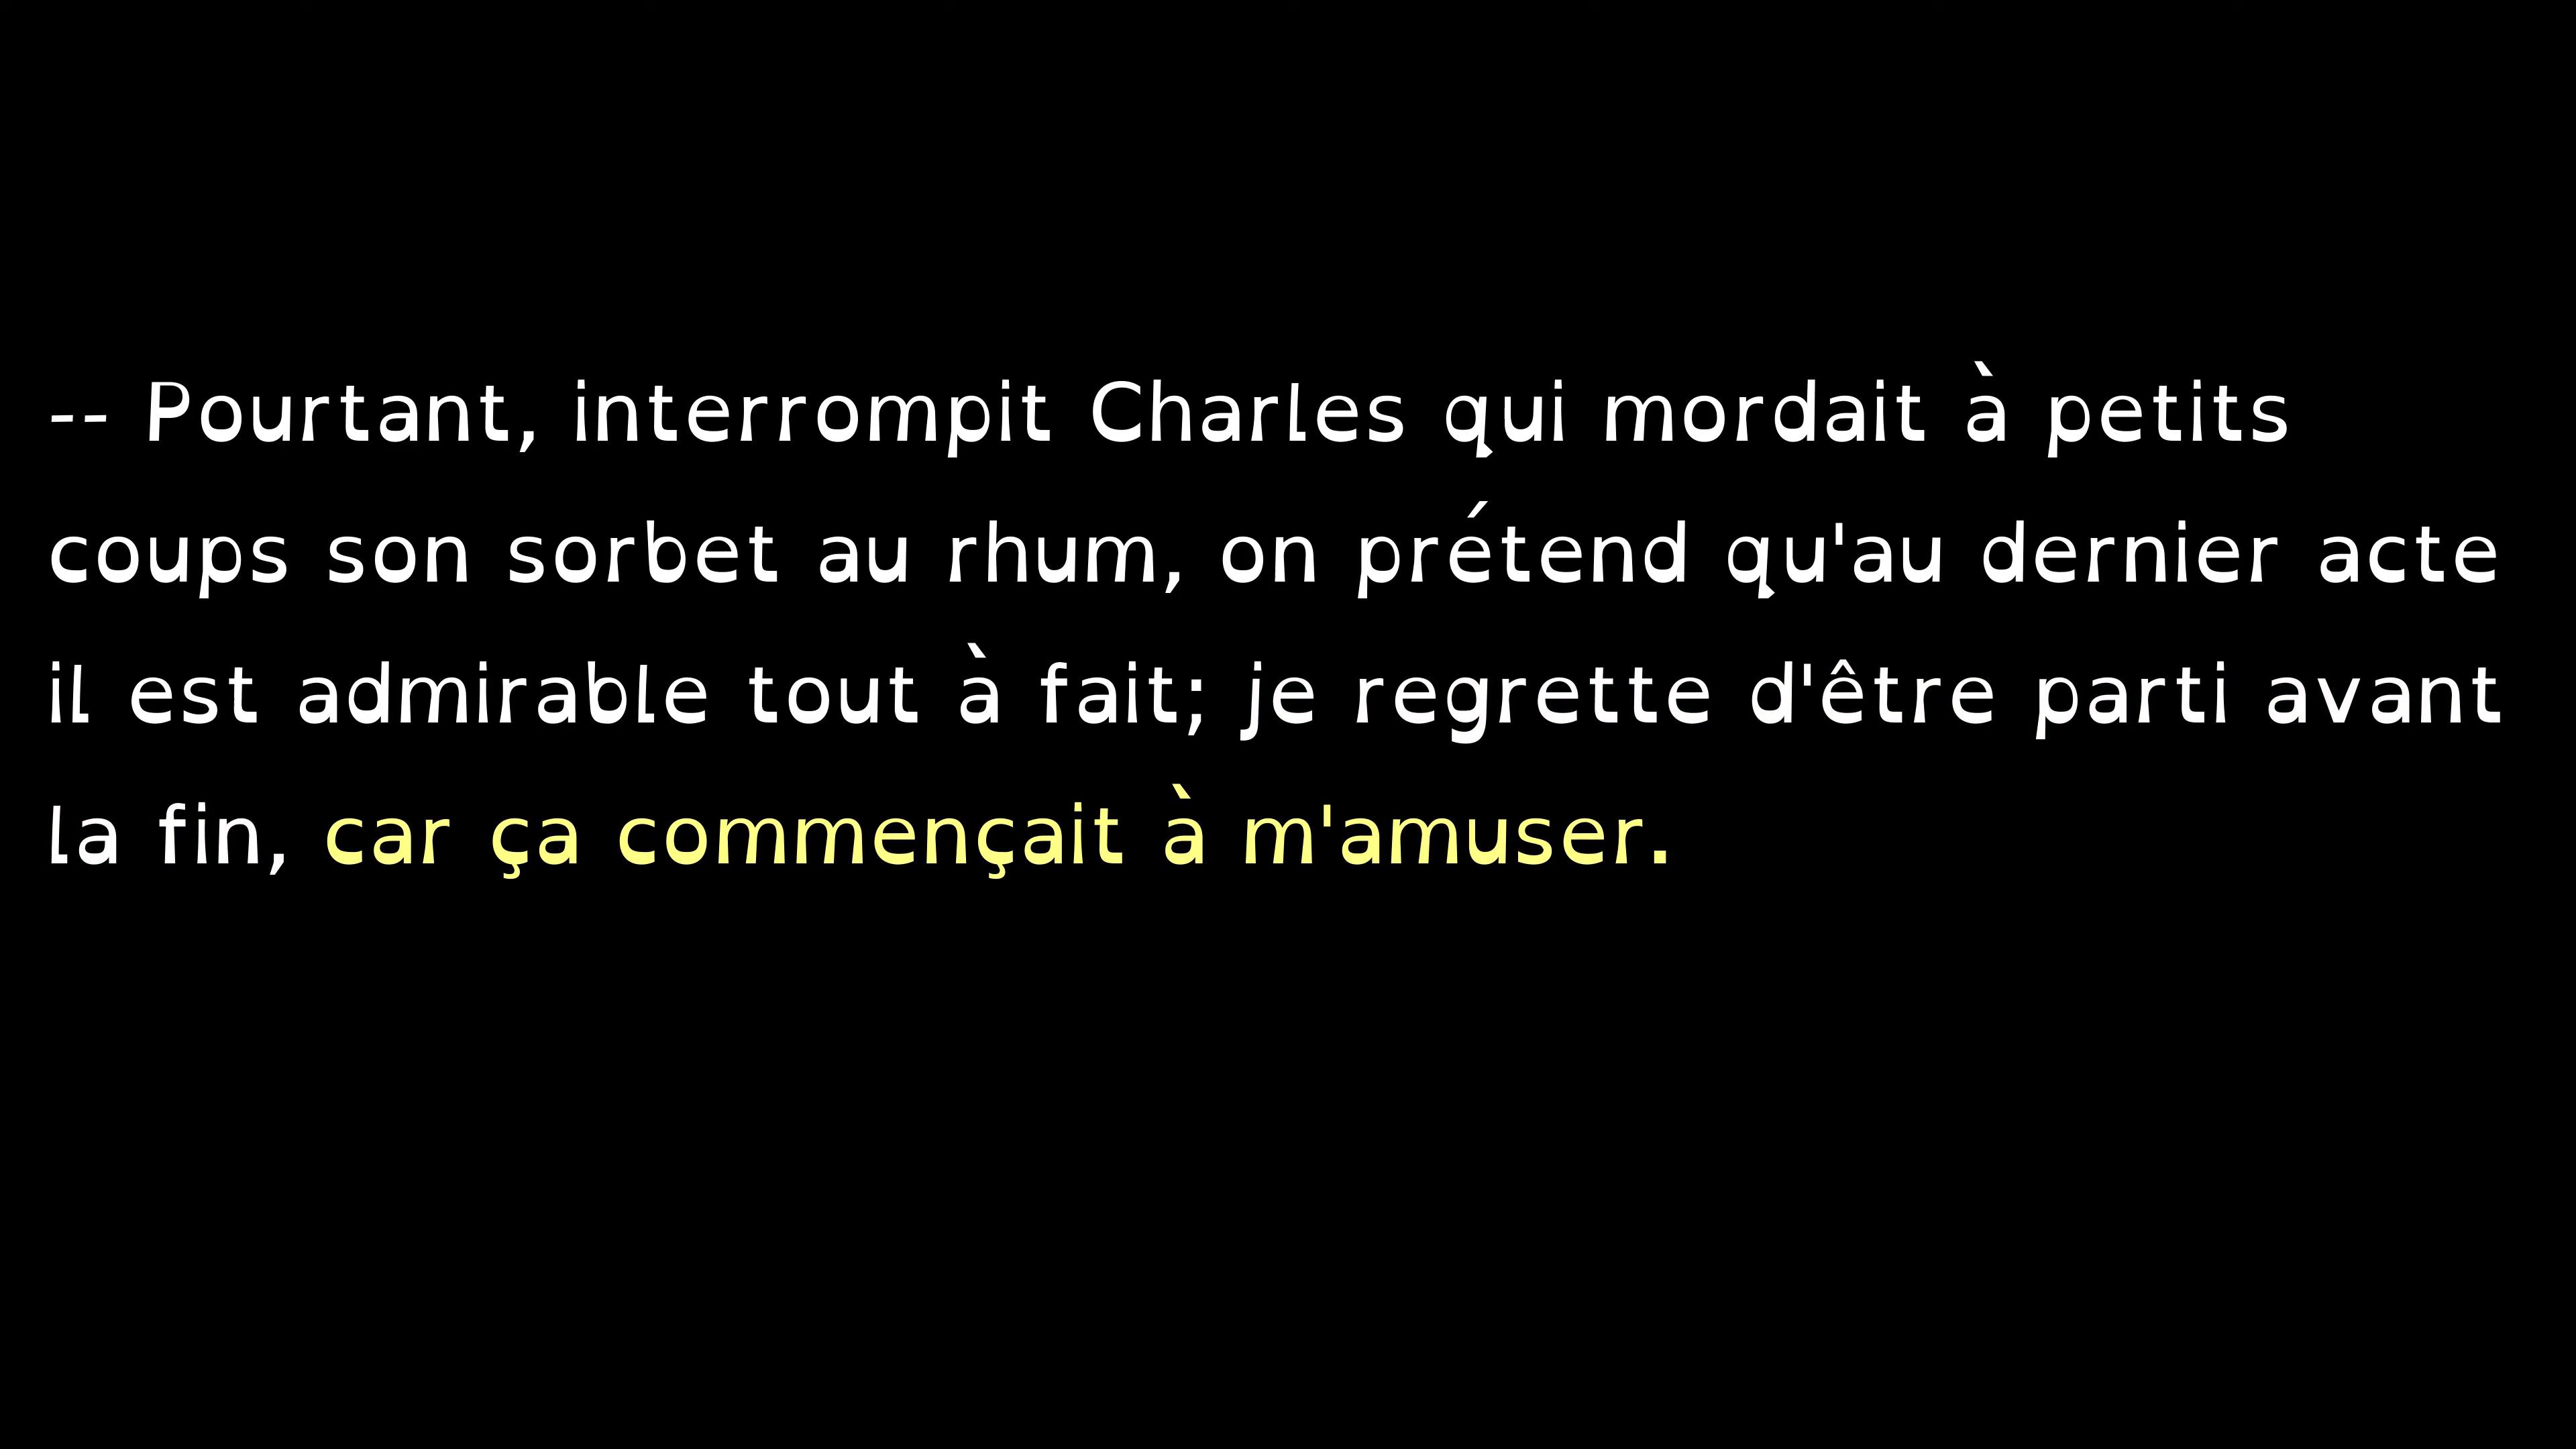 -- Pourtant, interrompit Charles qui mordait à petits
coups son sorbet au rhum, on prétend qu'au dernier acte
il est admirable tout à fait; je regrette d'être parti avant
la fin, car ça commençait à m'amuser.